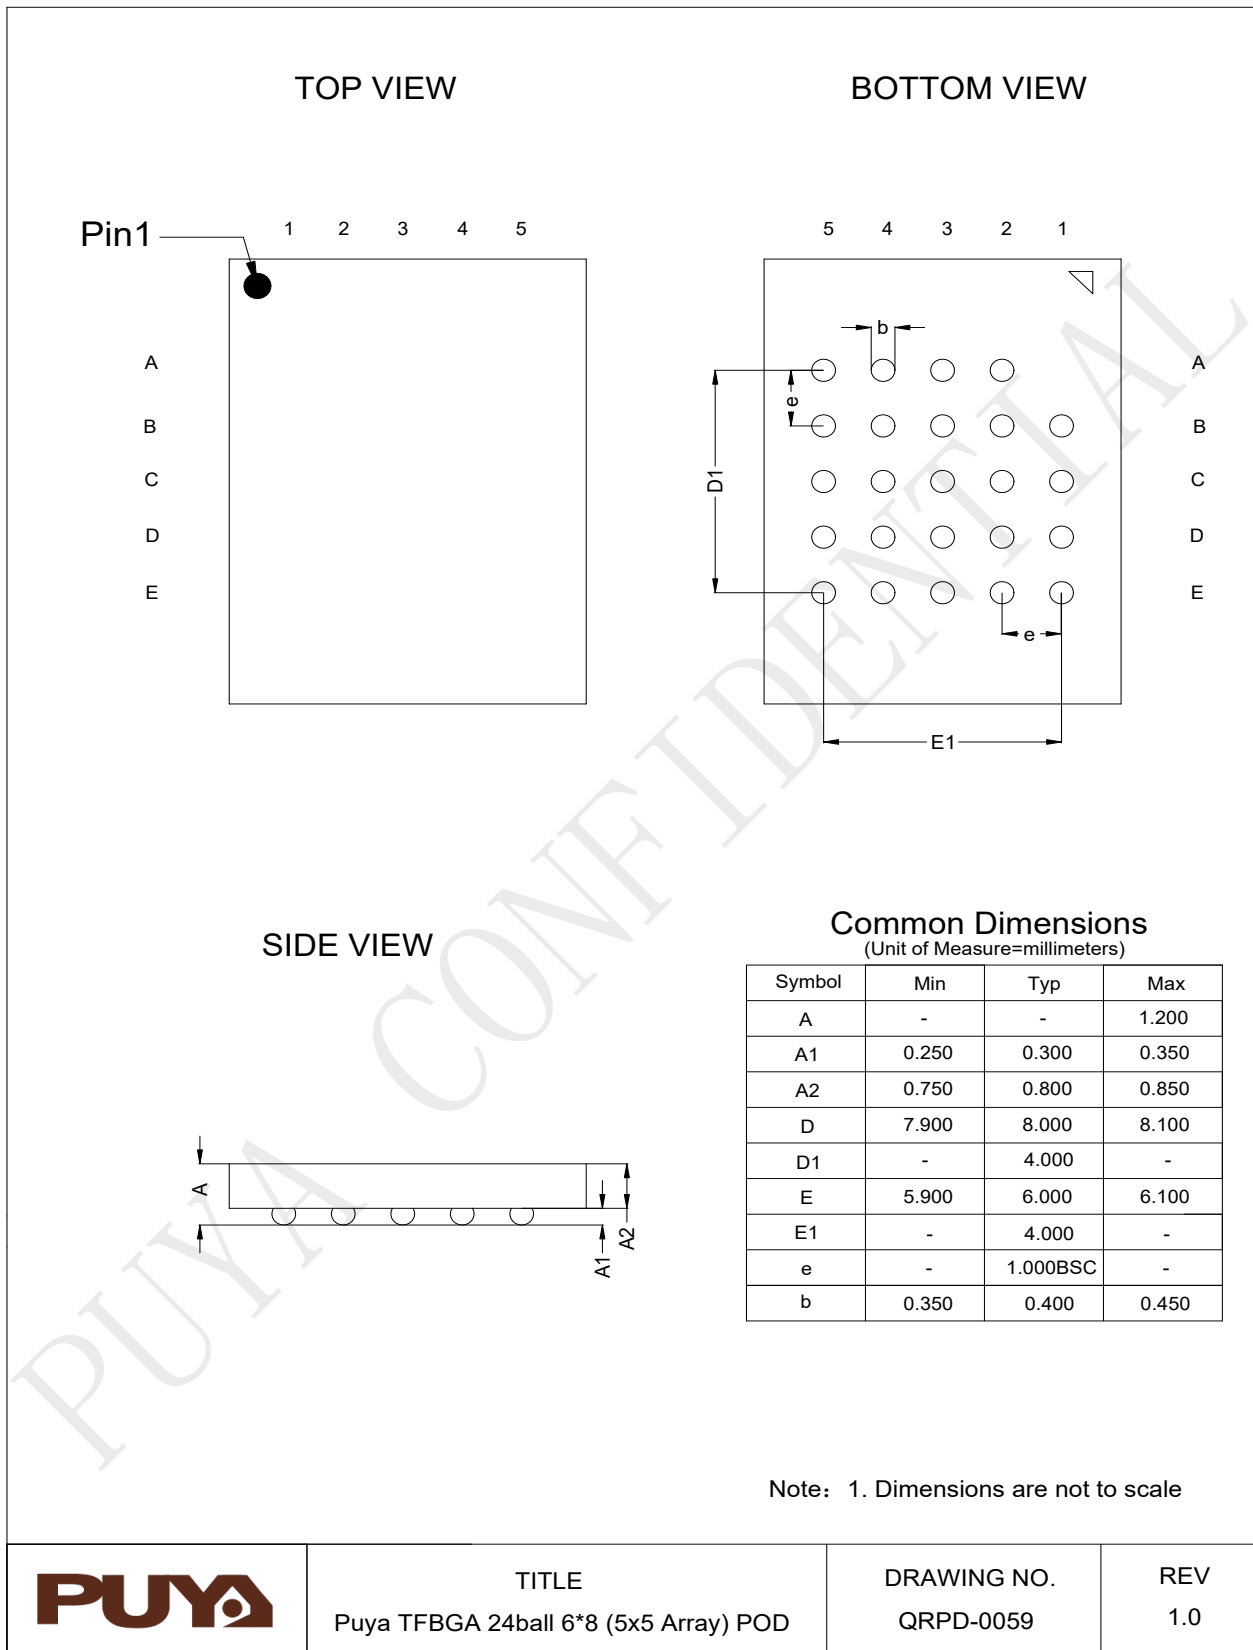 TOP VIEW
BOTTOM VIEW
Pin1
1 2 3 4 5
A
B
C
D
E
5 4 3 2 1
b
e
D1
e
E1
A
B
C
D
E
SIDE VIEW
A
A1
A2
Common Dimensions
(Unit of Measure=millimeters)
Symbol Min Typ Max
A - - 1.200
A1 0.250 0.300 0.350
A2 0.750 0.800 0.850
D 7.900 8.000 8.100
D1 - 4.000 -
E 5.900 6.000 6.100
E1 - 4.000 -
e - 1.000BSC -
b 0.350 0.400 0.450
Note: 1. Dimensions are not to scale
PUYA CONFIDENTIAL
PUYA
TITLE
Puya TFBGA 24ball 6*8 (5x5 Array) POD
DRAWING NO.
QRPD-0059
REV
1.0